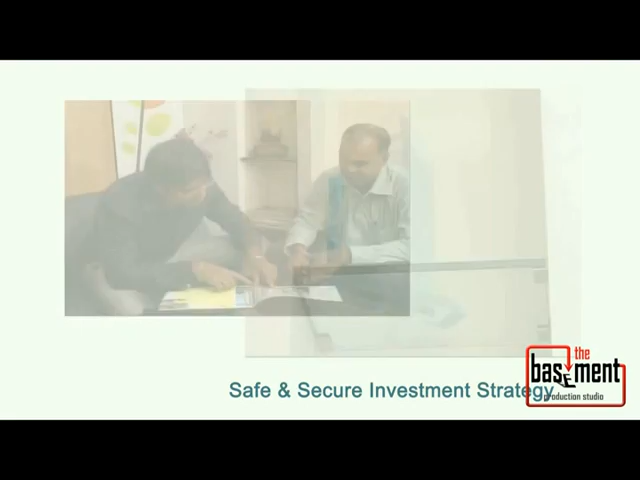 Safe & Secure Investment Strategy
the
basement
production studio